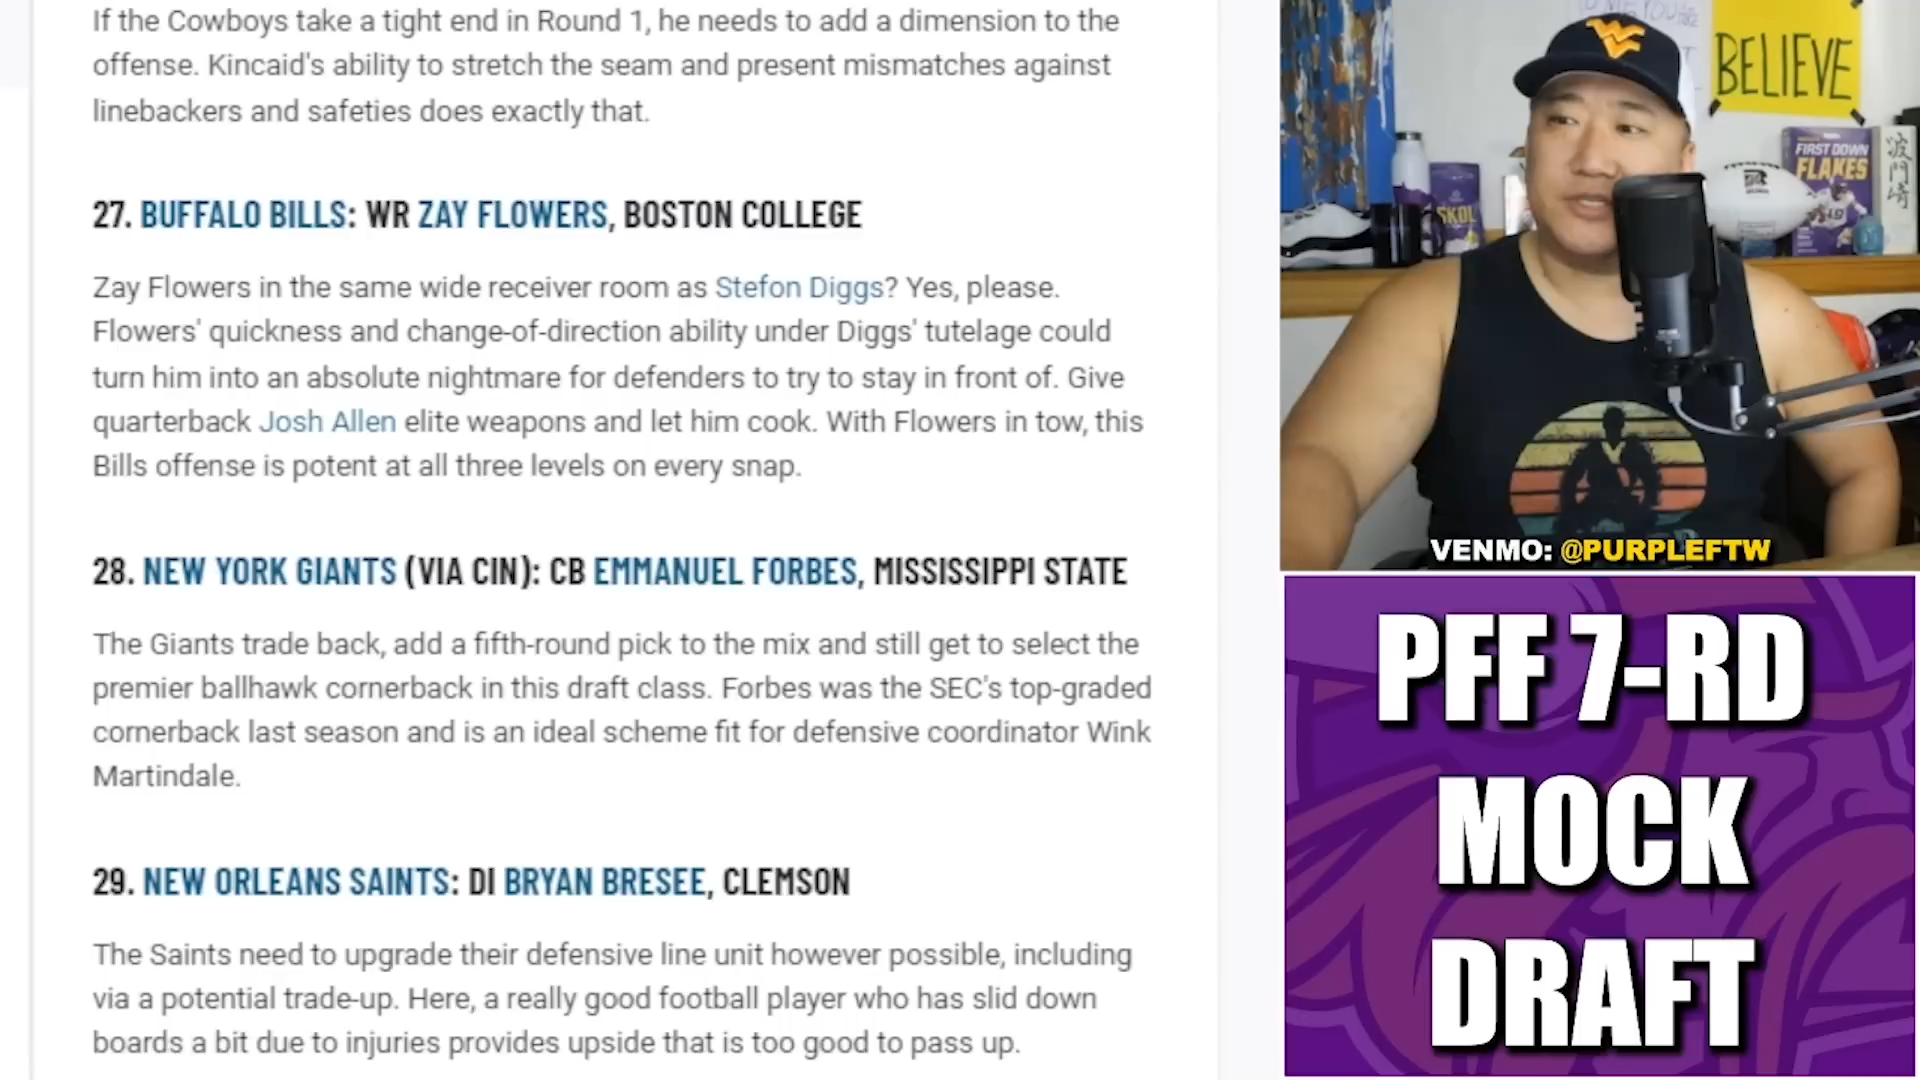 If the Cowboys take a tight end in Round 1, he needs to add a dimension to the
offense. Kincaid's ability to stretch the seam and present mismatches against
linebackers and safeties does exactly that.
27. BUFFALO BILLS: WR ZAY FLOWERS, BOSTON COLLEGE
Zay Flowers in the same wide receiver room as Stefon Diggs? Yes, please.
Flowers' quickness and change-of-direction ability under Diggs' tutelage could
turn him into an absolute nightmare for defenders to try to stay in front of. Give
quarterback Josh Allen elite weapons and let him cook. With Flowers in tow, this
Bills offense is potent at all three levels on every snap.
28. NEW YORK GIANTS (VIA CIN): CB EMMANUEL FORBES, MISSISSIPPI STATE
The Giants trade back, add a fifth-round pick to the mix and still get to select the
premier ballhawk cornerback in this draft class. Forbes was the SEC's top-graded
cornerback last season and is an ideal scheme fit for defensive coordinator Wink
Martindale.
29. NEW ORLEANS SAINTS: DI BRYAN BRESEE, CLEMSON
The Saints need to upgrade their defensive line unit however possible, including
via a potential trade-up. Here, a really good football player who has slid down
boards a bit due to injuries provides upside that is too good to pass up.
BELIEVE
FIRST DOWN
FLAKES
SKOL
VENMO: @PURPLEFTW
PFF 7-RD
MOCK
DRAFT